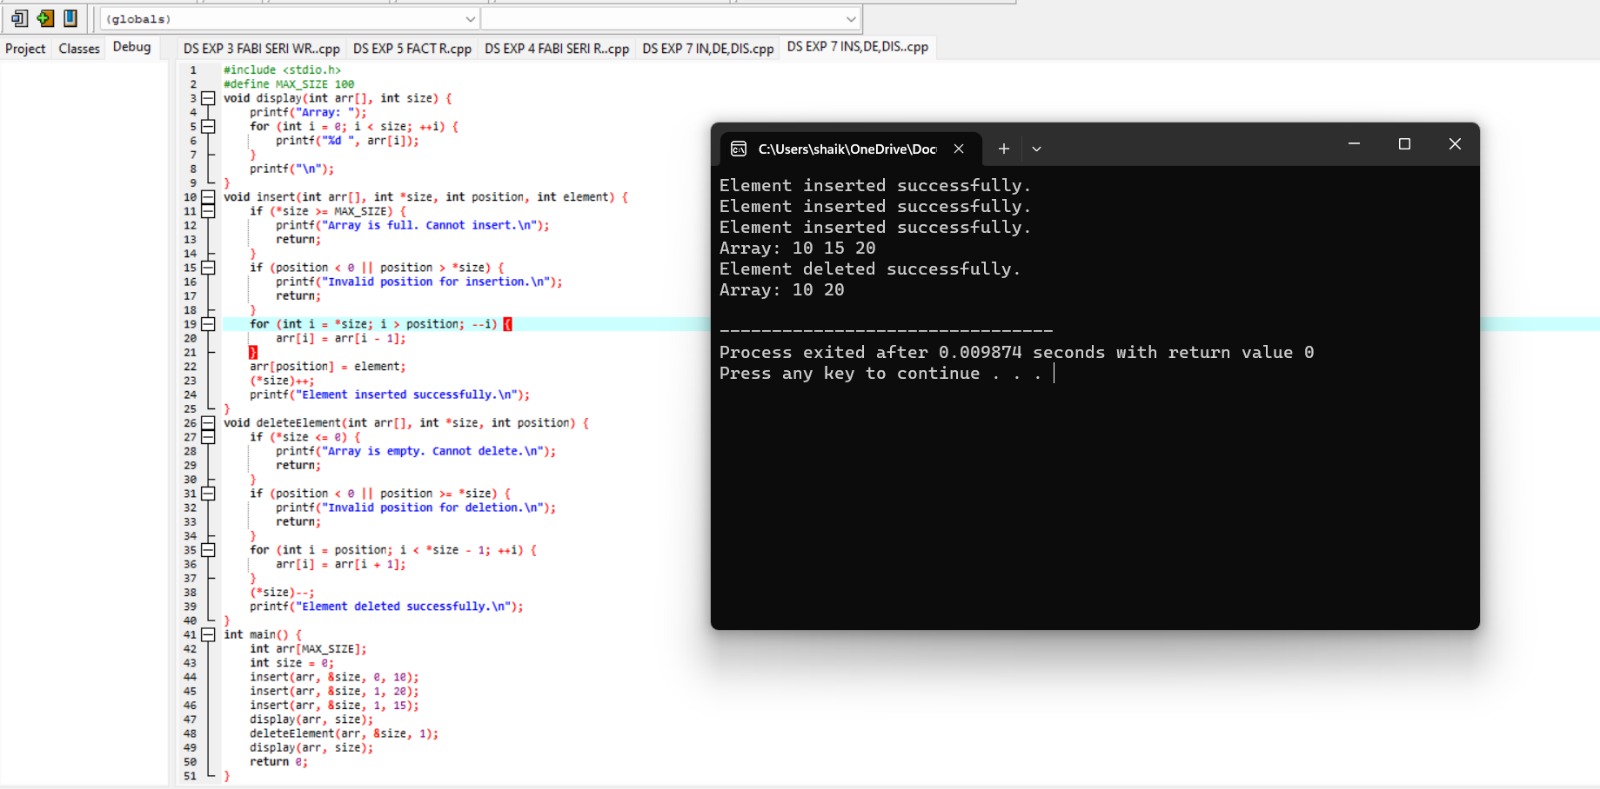 (globals)
Project Classes Debug
DS EXP 3 FABI SERI WR..cpp DS EXP 5 FACT R.cpp DS EXP 4 FABI SERI R..cpp DS EXP 7 IN,DE,DIS.cpp DS EXP 7 INS,DE,DIS..cpp
1 #include <stdio.h>
2 #define MAX_SIZE 100
3 void display(int arr[], int size) {
4 printf("Array: ");
5 for (int i = 0; i < size; ++i) {
6 printf("%d ", arr[i]);
7 }
8 printf("\n");
9 }
10 void insert(int arr[], int *size, int position, int element) {
11 if (*size >= MAX_SIZE) {
12 printf("Array is full. Cannot insert.\n");
13 return;
14 }
15 if (position < 0 || position > *size) {
16 printf("Invalid position for insertion.\n");
17 return;
18 }
19 for (int i = *size; i > position; --i) {
20 arr[i] = arr[i - 1];
21 }
22 arr[position] = element;
23 (*size)++;
24 printf("Element inserted successfully.\n");
25 }
26 void deleteElement(int arr[], int *size, int position) {
27 if (*size <= 0) {
28 printf("Array is empty. Cannot delete.\n");
29 return;
30 }
31 if (position < 0 || position >= *size) {
32 printf("Invalid position for deletion.\n");
33 return;
34 }
35 for (int i = position; i < *size - 1; ++i) {
36 arr[i] = arr[i + 1];
37 }
38 (*size)--;
39 printf("Element deleted successfully.\n");
40 }
41 int main() {
42 int arr[MAX_SIZE];
43 int size = 0;
44 insert(arr, &size, 0, 10);
45 insert(arr, &size, 1, 20);
46 insert(arr, &size, 1, 15);
47 display(arr, size);
48 deleteElement(arr, &size, 1);
49 display(arr, size);
50 return 0;
51 }
C:\Users\shaik\OneDrive\Doc
Element inserted successfully.
Element inserted successfully.
Element inserted successfully.
Array: 10 15 20
Element deleted successfully.
Array: 10 20
--------------------------------
Process exited after 0.009874 seconds with return value 0
Press any key to continue . . .